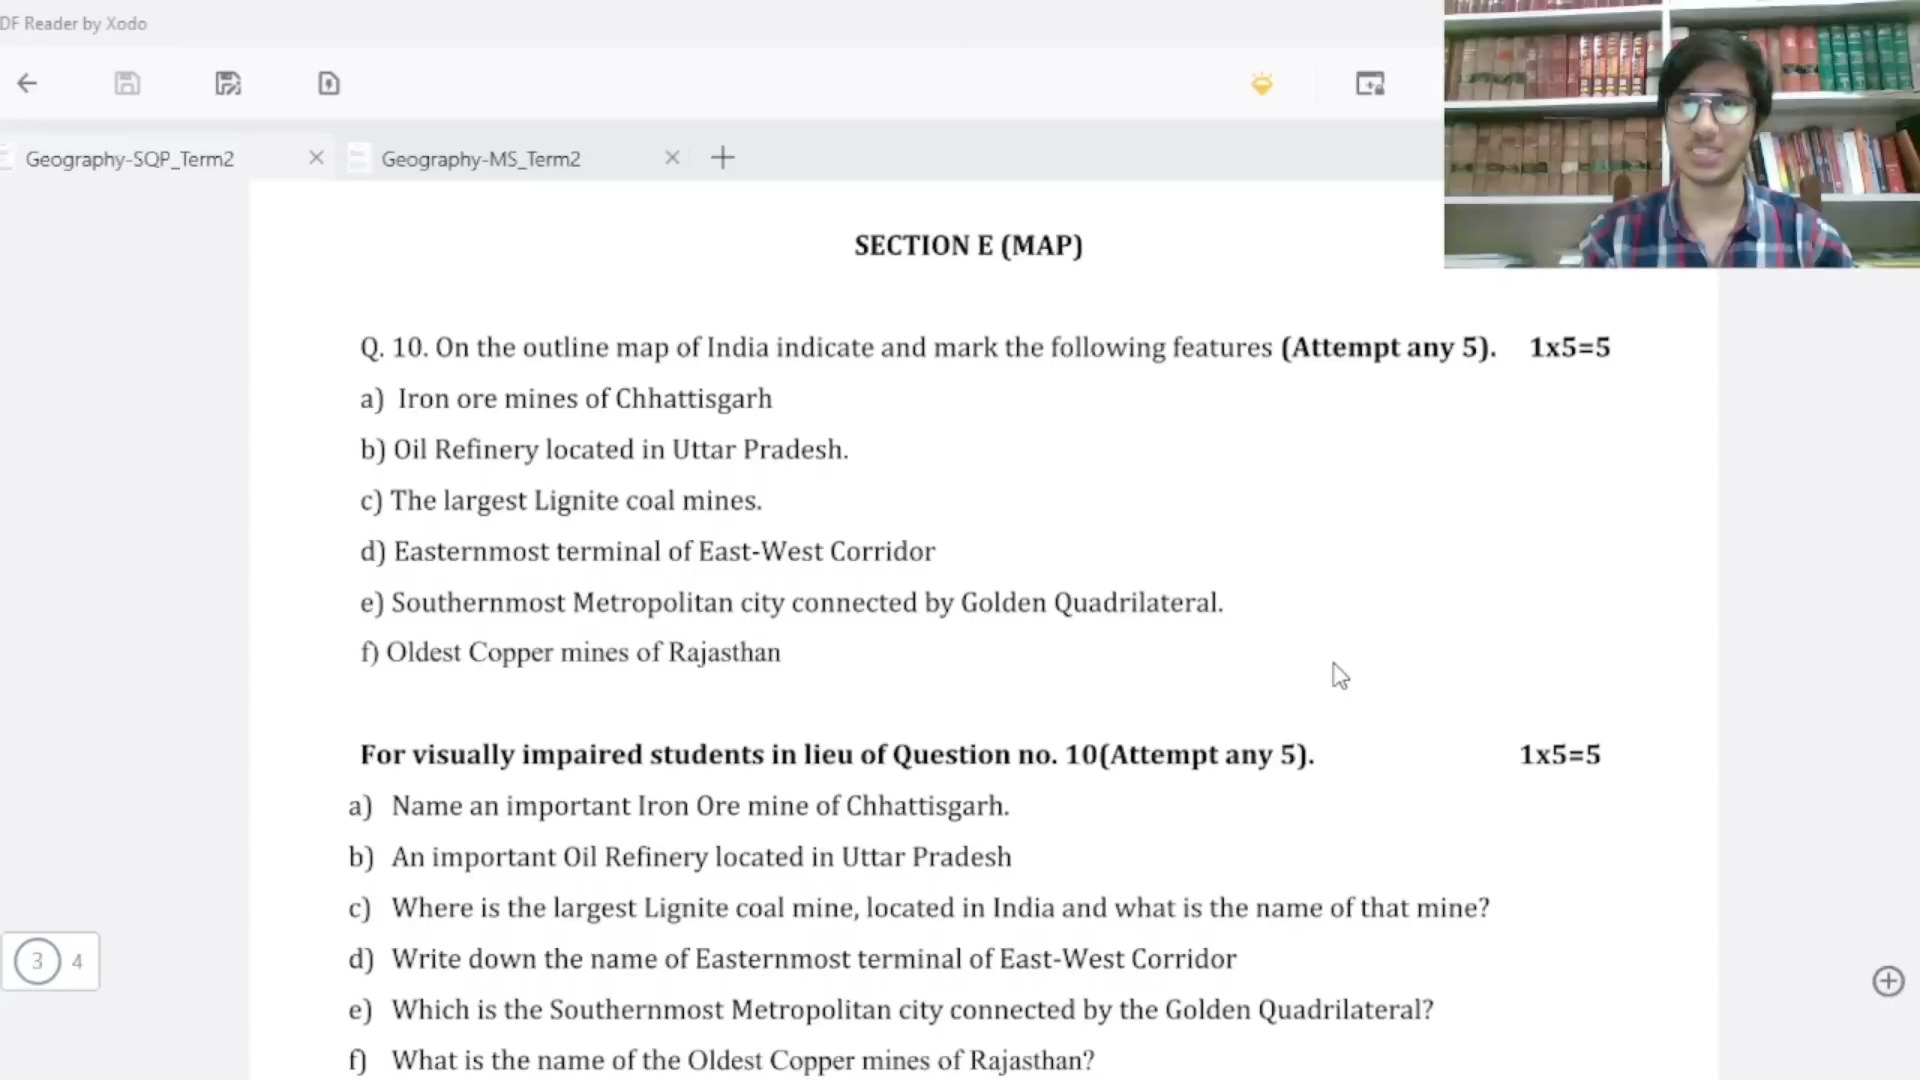 DF Reader by Xodo
Geography-SQP_Term2
Geography-MS_Term2
SECTION E (MAP)
Q. 10. On the outline map of India indicate and mark the following features (Attempt any 5). 1x5=5
a) Iron ore mines of Chhattisgarh
b) Oil Refinery located in Uttar Pradesh.
c) The largest Lignite coal mines.
d) Easternmost terminal of East-West Corridor
e) Southernmost Metropolitan city connected by Golden Quadrilateral.
f) Oldest Copper mines of Rajasthan
For visually impaired students in lieu of Question no. 10(Attempt any 5). 1x5=5
a) Name an important Iron Ore mine of Chhattisgarh.
b) An important Oil Refinery located in Uttar Pradesh
c) Where is the largest Lignite coal mine, located in India and what is the name of that mine?
d) Write down the name of Easternmost terminal of East-West Corridor
3 4
e) Which is the Southernmost Metropolitan city connected by the Golden Quadrilateral?
f) What is the name of the Oldest Copper mines of Rajasthan?